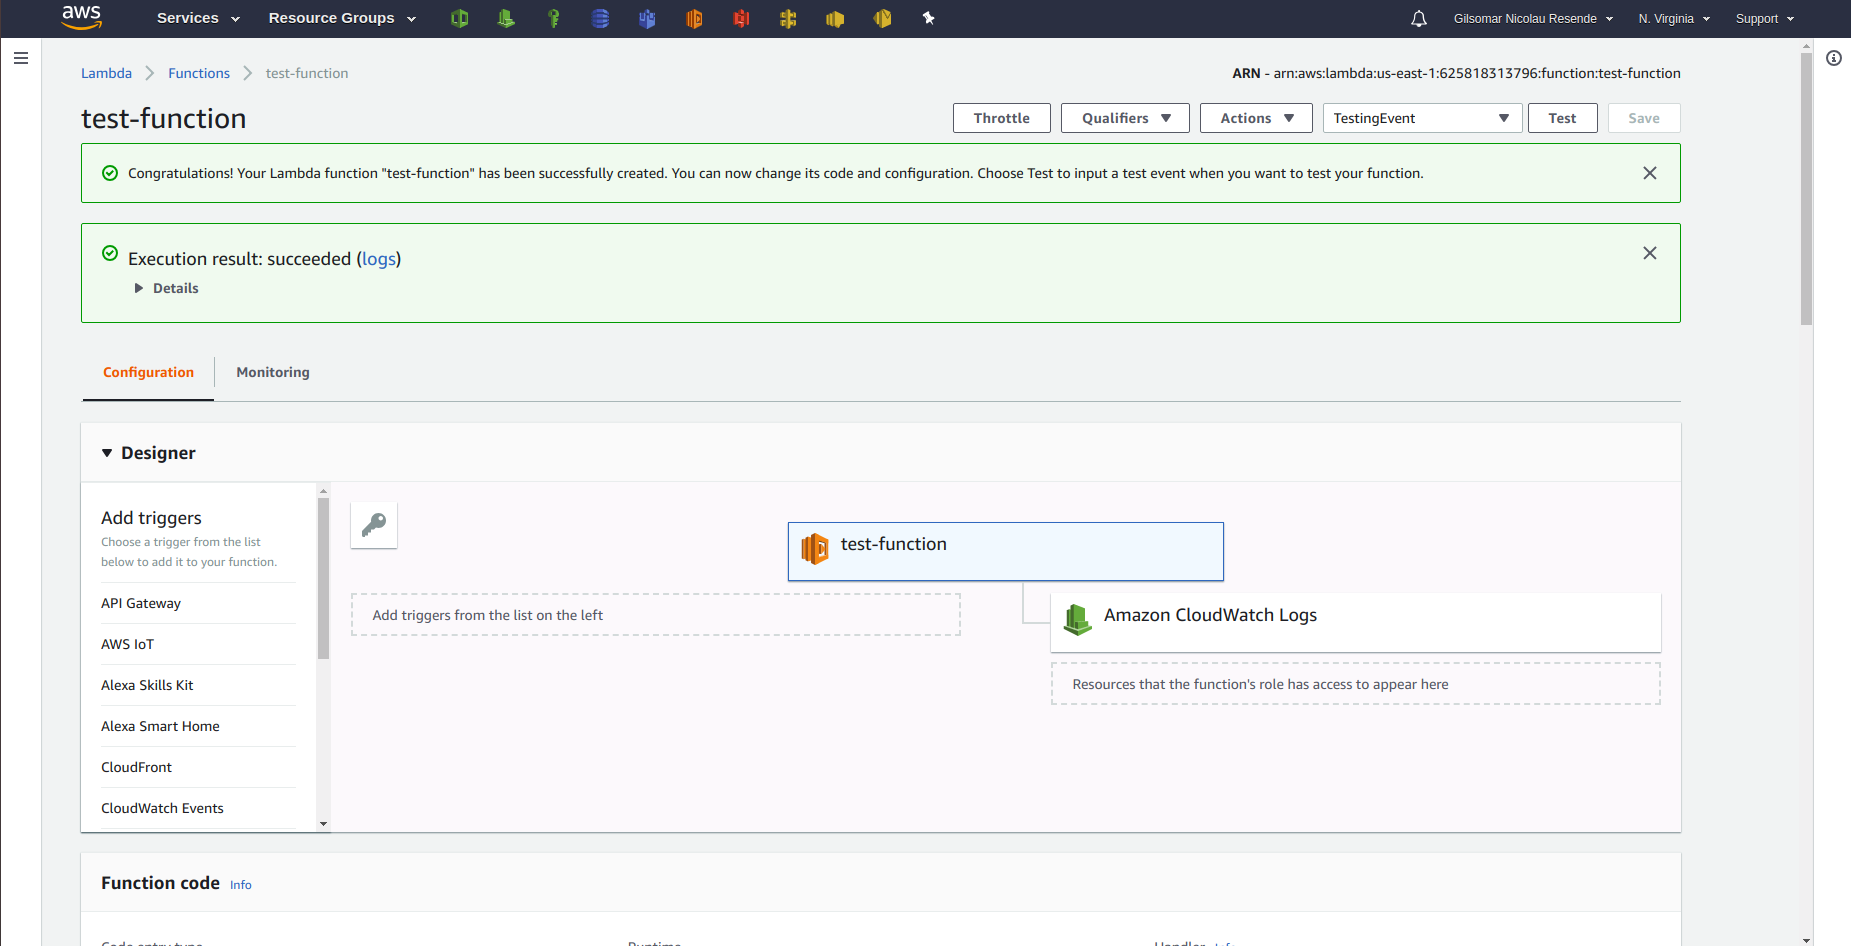 aws Services Resource Groups Gilsomar Nicolau Resende N. Virginia Support
Lambda Functions test-function ARN - arn:aws:lambda:us-east-1:625818313796:function:test-function
test-function Throttle Qualifiers Actions TestingEvent Test Save
Congratulations! Your Lambda function "test-function" has been successfully created. You can now change its code and configuration. Choose Test to input a test event when you want to test your function.
Execution result: succeeded (logs)
Details
Configuration Monitoring
Designer
Add triggers
Choose a trigger from the list
below to add it to your function.
API Gateway
AWS IoT
Alexa Skills Kit
Alexa Smart Home
CloudFront
CloudWatch Events
test-function
Add triggers from the list on the left
Amazon CloudWatch Logs
Resources that the function's role has access to appear here
Function code Info
Code entry type Runtime Handler Info